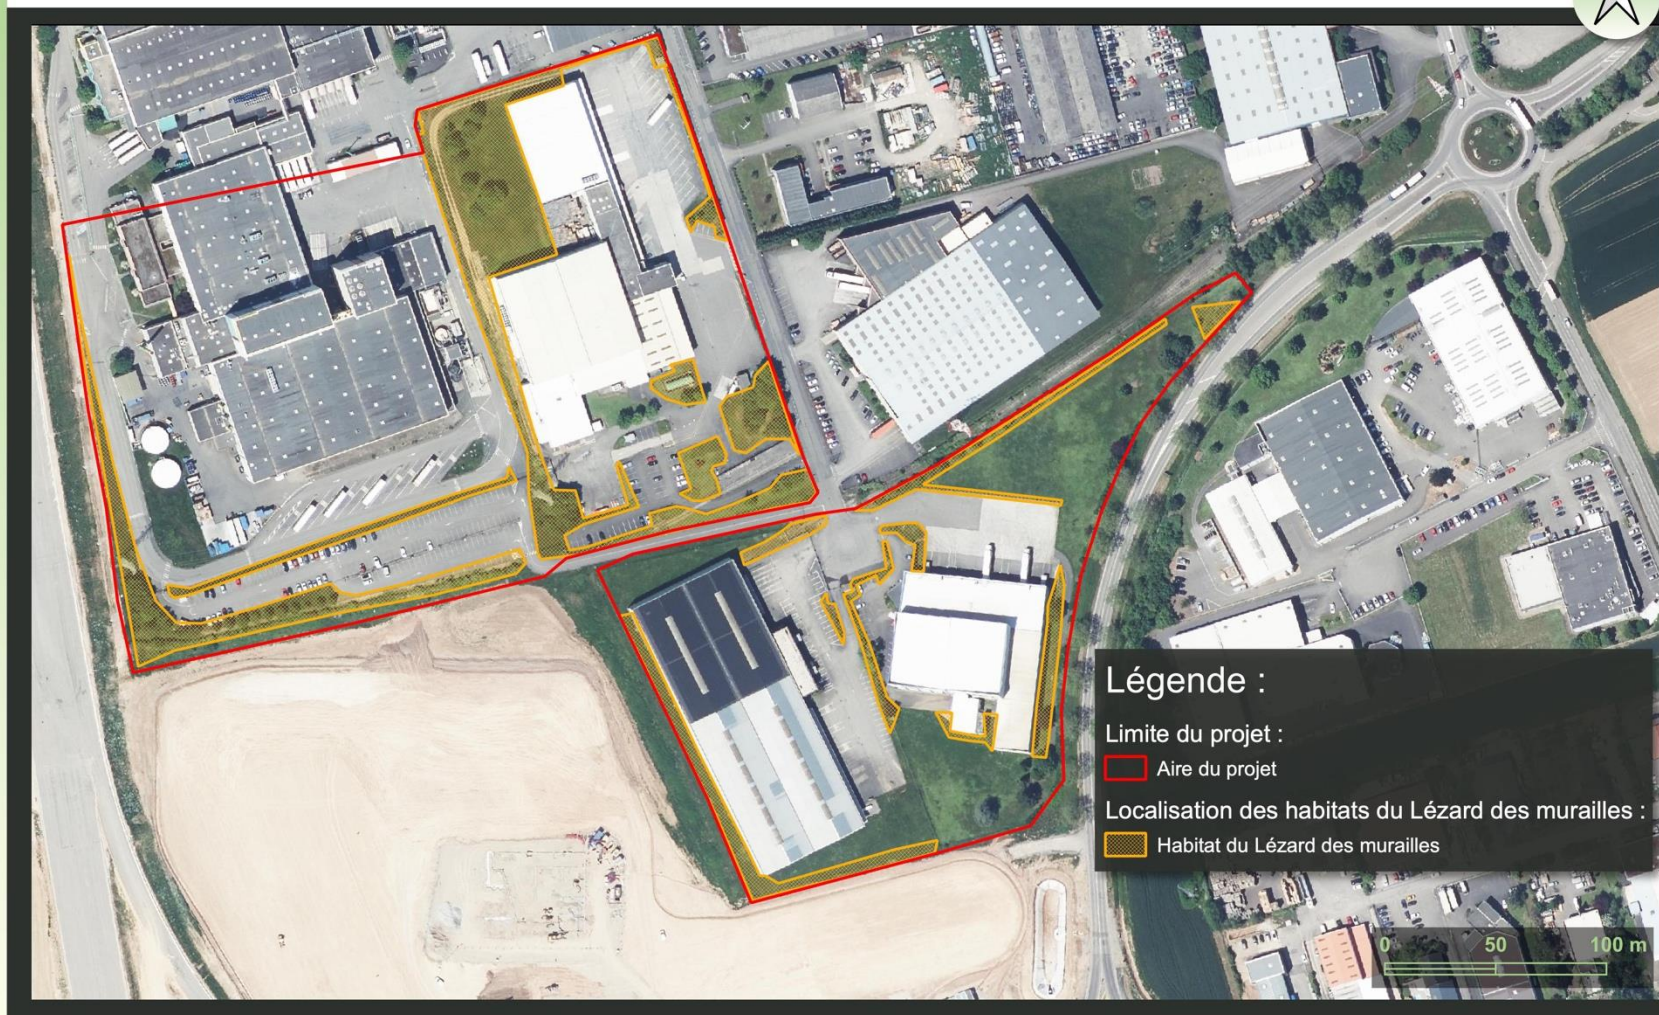 Légende :
Limite du projet :
Aire du projet
Localisation des habitats du Lézard des murailles :
Habitat du Lézard des murailles
0 50 100 m